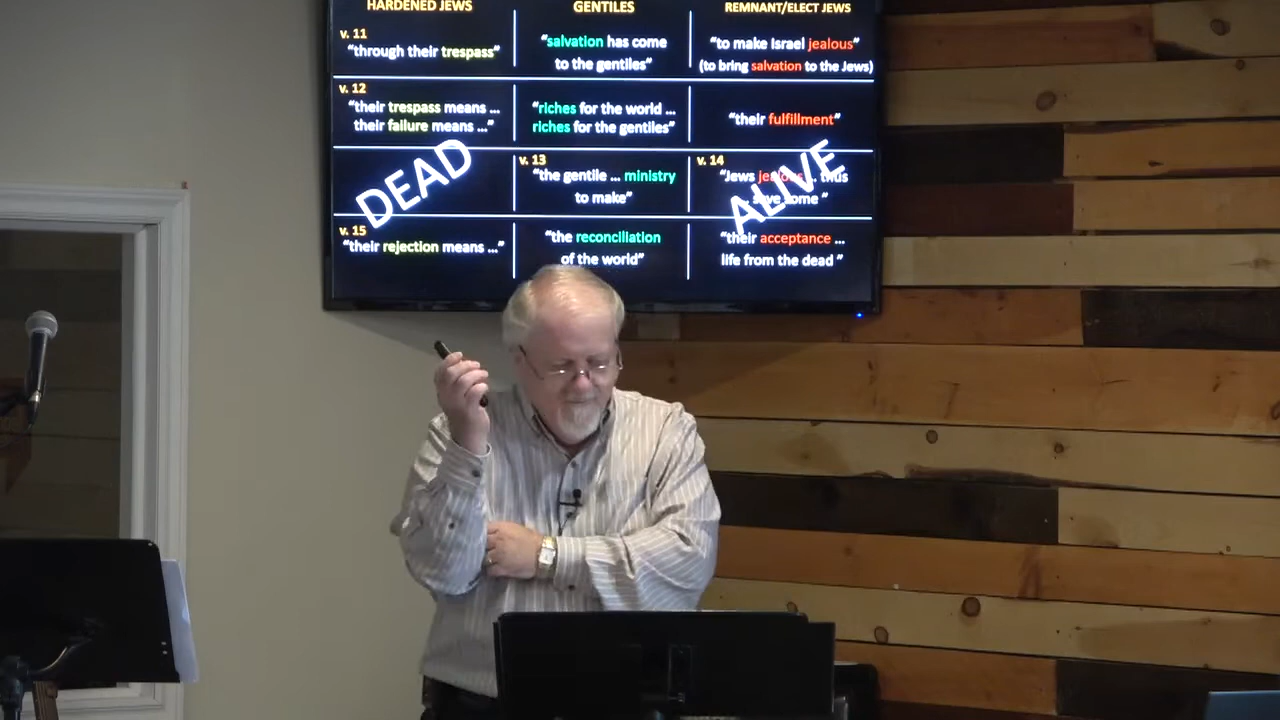 HARDENED JEWS
GENTILES
REMNANT/ELECT JEWS
v. 11
"through their trespass"
"salvation has come
to the gentiles"
"to make Israel jealous"
(to bring salvation to the Jews)
v. 12
"their trespass means ...
their failure means ..."
"riches for the world ...
riches for the gentiles"
"their fulfillment"
DEAD
v. 13
"the gentile ... ministry
to make"
v. 14
"Jews ... thus
some "
ALIVE
v. 15
"their rejection means ..."
"the reconciliation
of the world"
"their acceptance ...
life from the dead "